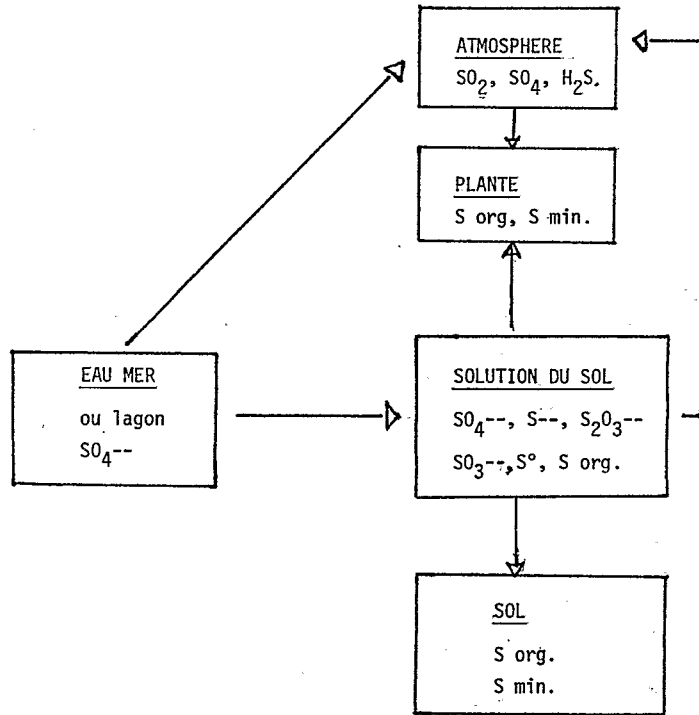 ATMOSPHERE
SO₂, SO₄, H₂S.
PLANTE
S org, S min.
EAU MER
ou lagon
SO₄--
SOLUTION DU SOL
SO₄--, S--, S₂O₃--
SO₃--,S°, S org.
SOL
S org.
S min.